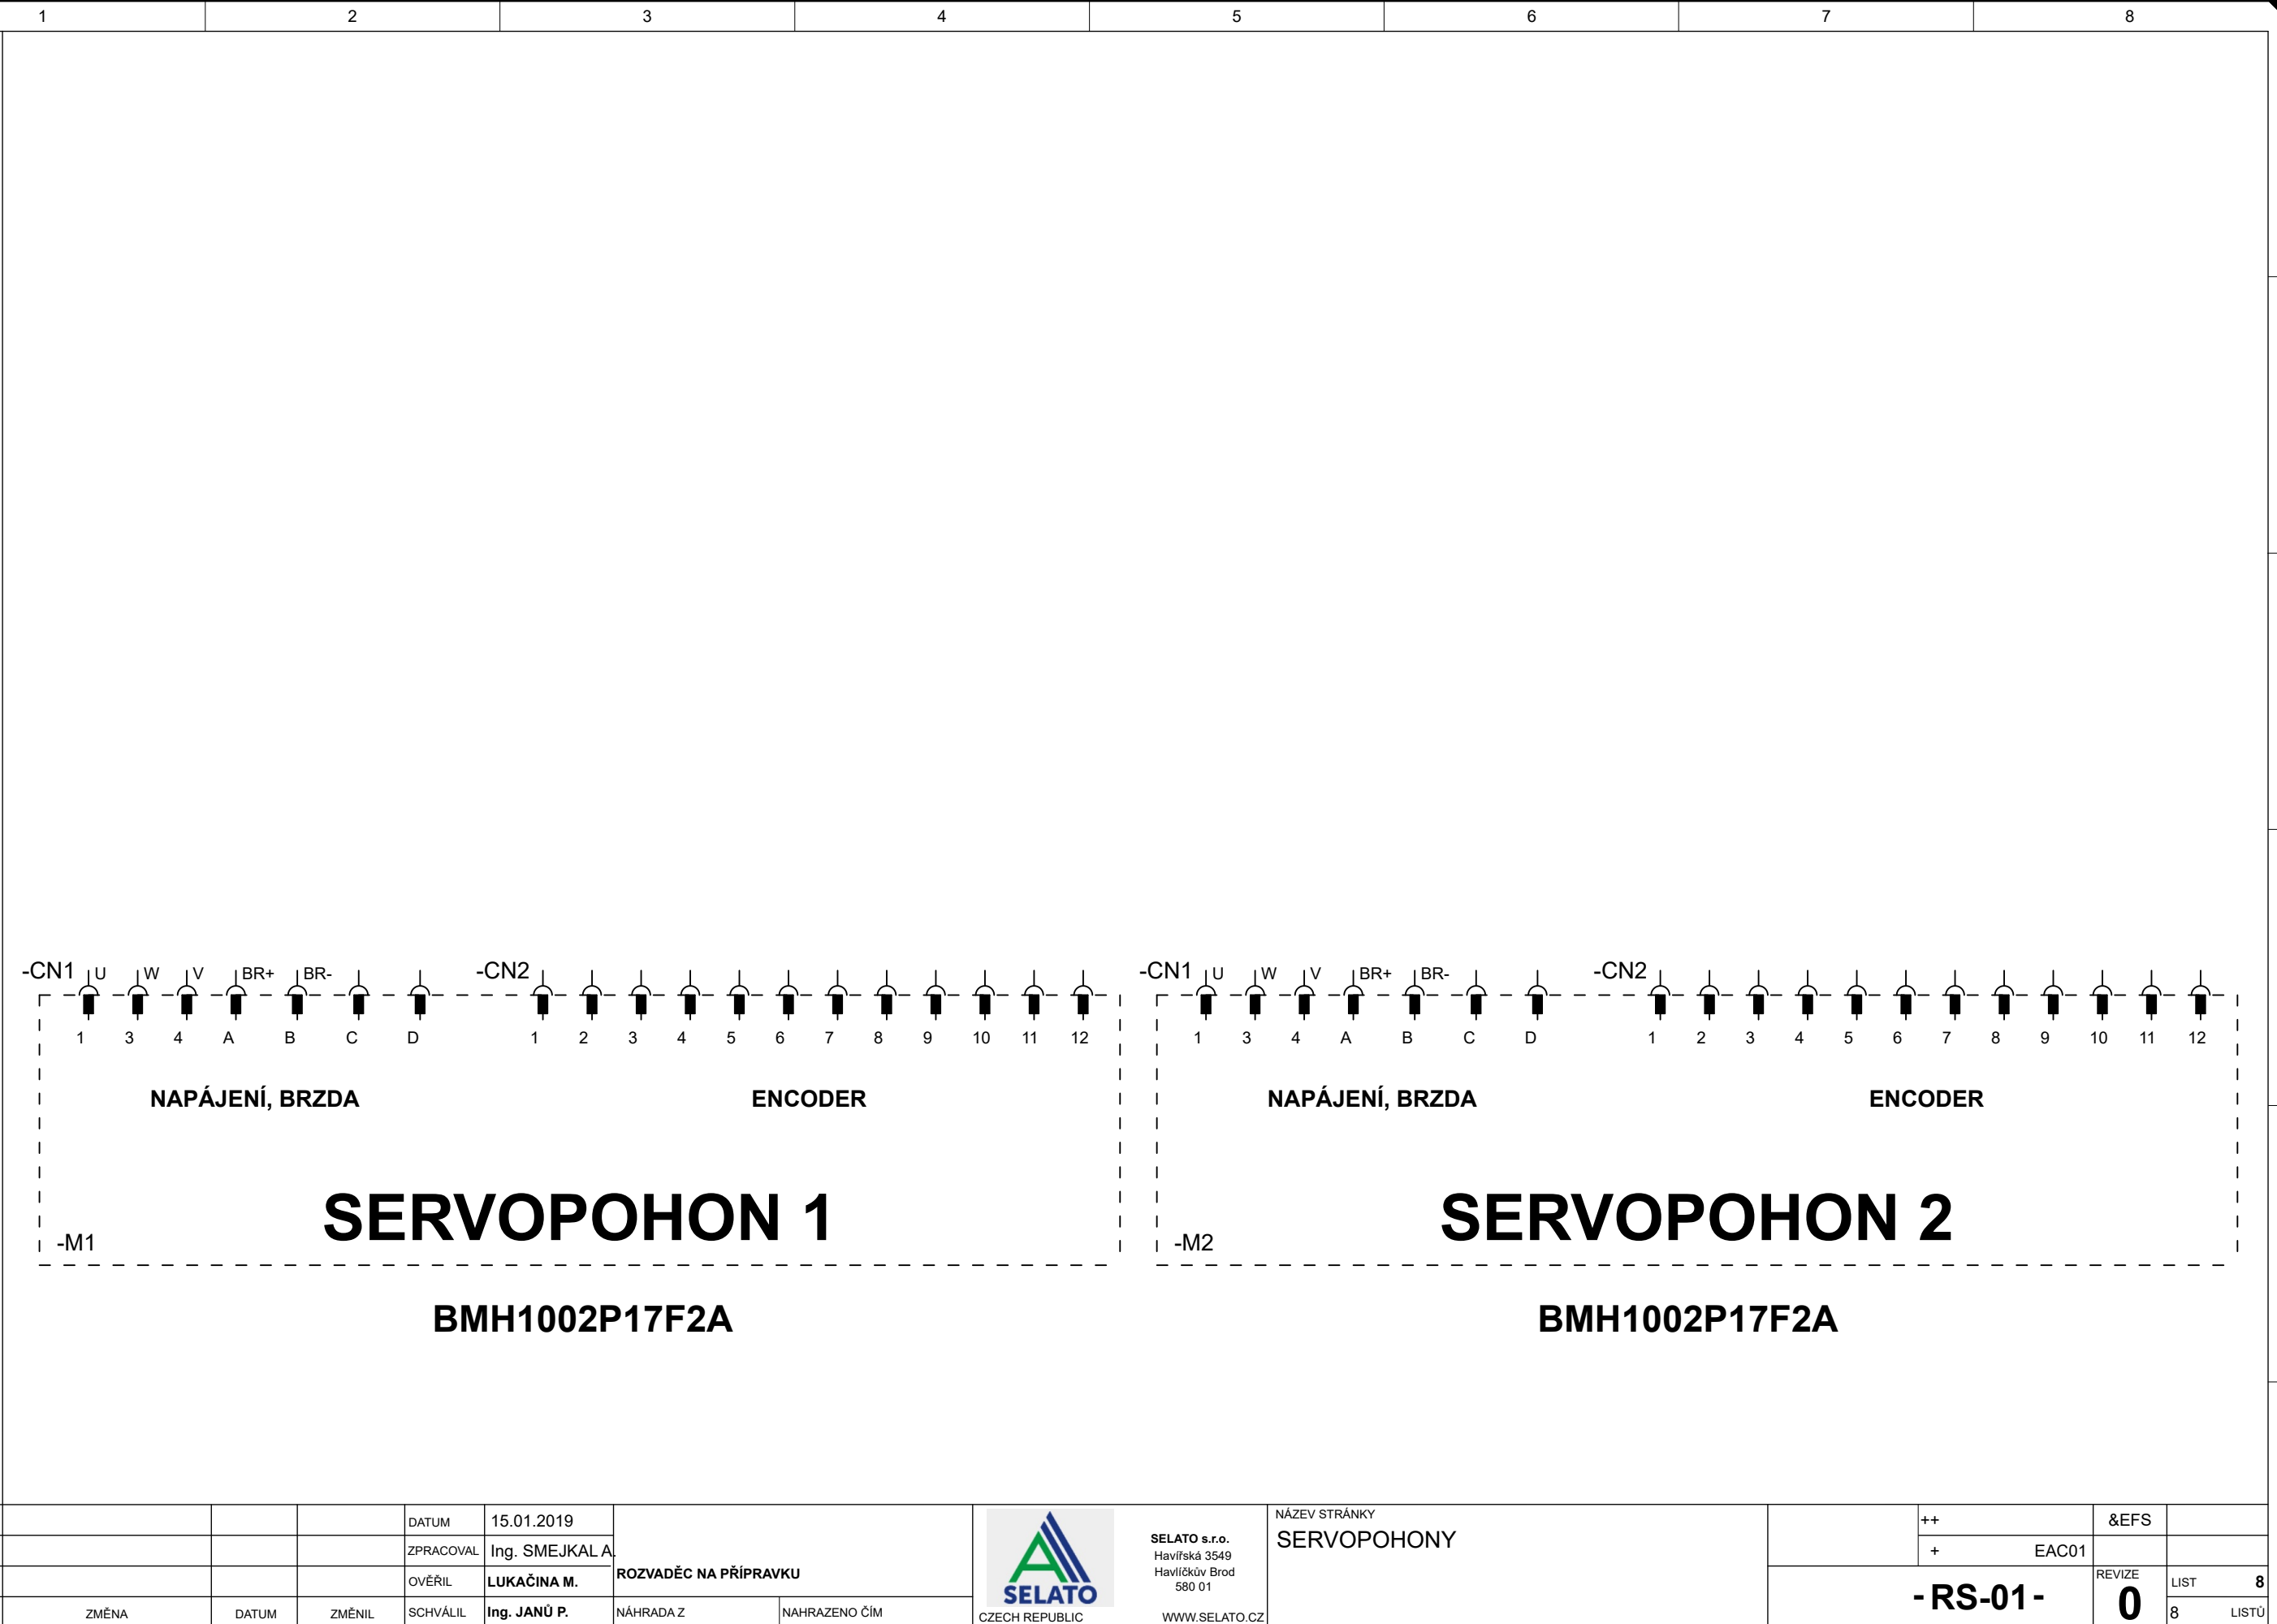 1 2 3 4 5 6 7 8
-CN1 U W V BR+ BR- -CN2 -CN1 U W V BR+ BR- -CN2
1 3 4 A B C D 1 2 3 4 5 6 7 8 9 10 11 12 1 3 4 A B C D 1 2 3 4 5 6 7 8 9 10 11 12
NAPÁJENÍ, BRZDA ENCODER NAPÁJENÍ, BRZDA ENCODER
SERVOPOHON 1 SERVOPOHON 2
-M1 -M2
BMH1002P17F2A BMH1002P17F2A
DATUM 15.01.2019
ZPRACOVAL Ing. SMEJKAL A.
OVĚŘIL LUKAČINA M.
ZMĚNA DATUM ZMĚNIL SCHVÁLIL Ing. JANŮ P.
ROZVADĚC NA PŘÍPRAVKU
NÁHRADA Z NAHRAZENO ČÍM
SELATO
CZECH REPUBLIC
SELATO s.r.o.
Havířská 3549
Havlíčkův Brod
580 01
WWW.SELATO.CZ
NÁZEV STRÁNKY
SERVOPOHONY
++ &EFS
+ EAC01
-RS-01-
REVIZE
0
LIST 8
8 LISTŮ